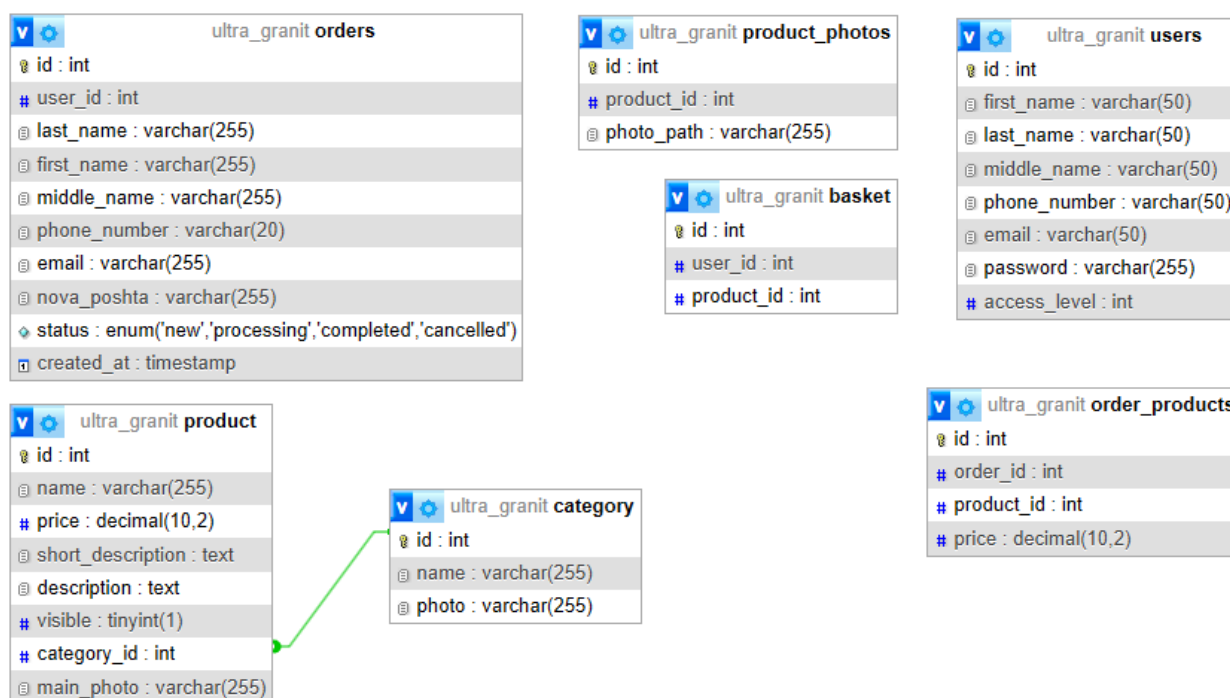 ultra_granit orders
id : int
user_id : int
last_name : varchar(255)
first_name : varchar(255)
middle_name : varchar(255)
phone_number : varchar(20)
email : varchar(255)
nova_poshta : varchar(255)
status : enum('new','processing','completed','cancelled')
created_at : timestamp
ultra_granit product_photos
id : int
product_id : int
photo_path : varchar(255)
ultra_granit users
id : int
first_name : varchar(50)
last_name : varchar(50)
middle_name : varchar(50)
phone_number : varchar(50)
email : varchar(50)
password : varchar(255)
access_level : int
ultra_granit basket
id : int
user_id : int
product_id : int
ultra_granit product
id : int
name : varchar(255)
price : decimal(10,2)
short_description : text
description : text
visible : tinyint(1)
category_id : int
main_photo : varchar(255)
ultra_granit category
id : int
name : varchar(255)
photo : varchar(255)
ultra_granit order_products
id : int
order_id : int
product_id : int
price : decimal(10,2)